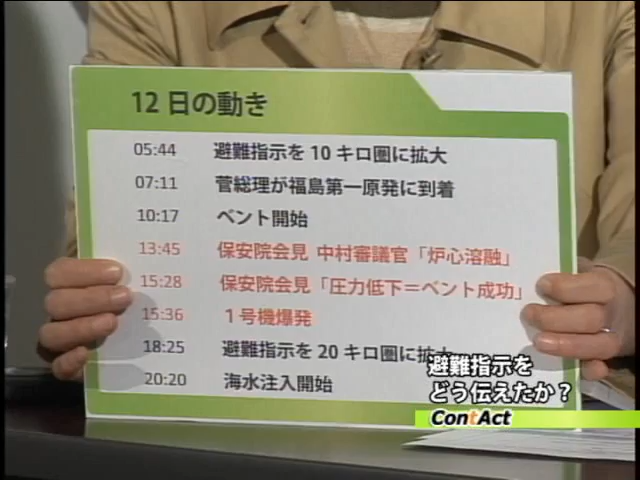 12日の動き
05:44 避難指示を10キロ圏に拡大
07:11 菅総理が福島第一原発に到着
10:17 ベント開始
13:45 保安院会見 中村審議官「炉心溶融」
15:28 保安院会見「圧力低下＝ベント成功」
15:36 1号機爆発
18:25 避難指示を20キロ圏に拡大
20:20 海水注入開始
避難指示を
どう伝えたか?
ContAct